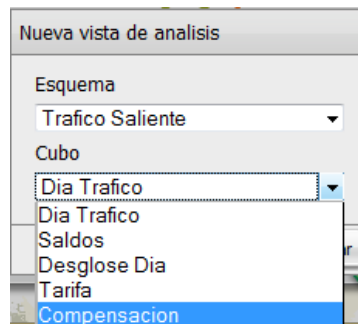 Nueva vista de analisis
Esquema
Trafico Saliente
Cubo
Dia Trafico
Dia Trafico
Saldos
Desglose Dia
Tarifa
Compensacion